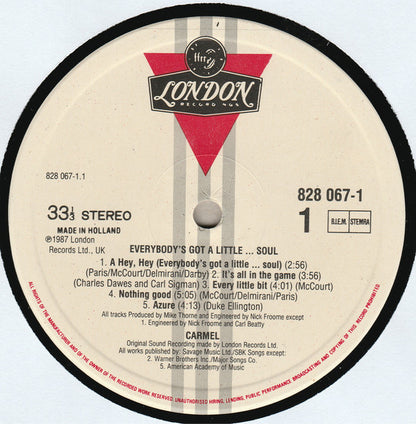 ffrr
LONDON
RECORDINGS
828 067-1.1
828 067-1
33⅓ STEREO
1
B.I.E.M. STEMRA
MADE IN HOLLAND
℗1987 London
Records Ltd., UK
EVERYBODY'S GOT A LITTLE ... SOUL
1. A Hey, Hey (Everybody's got a little ... soul) (2:56)
(Paris/McCourt/Delmirani/Darby) 2. It's all in the game (3:56)
(Charles Dawes and Carl Sigman) 3. Every little bit (4:01) (McCourt)
4. Nothing good (5:05) (McCourt/Delmirani/Paris)
5. Azure (4:13) (Duke Ellington)
All tracks Produced by Mike Thorne and Engineered by Nick Froome except
1. Engineered by Nick Froome and Carl Beatty
CARMEL
Original Sound Recording made by London Records Ltd.
All works published by: Savage Music Ltd./SBK Songs except:
2. Warner Brothers Inc./Major Songs Co.
5. American Academy of Music
ALL RIGHTS OF THE MANUFACTURER AND OF THE OWNER OF THE RECORDED WORK RESERVED. UNAUTHORISED HIRING, LENDING, PUBLIC PERFORMANCE, BROADCASTING AND COPYING OF THIS RECORD PROHIBITED